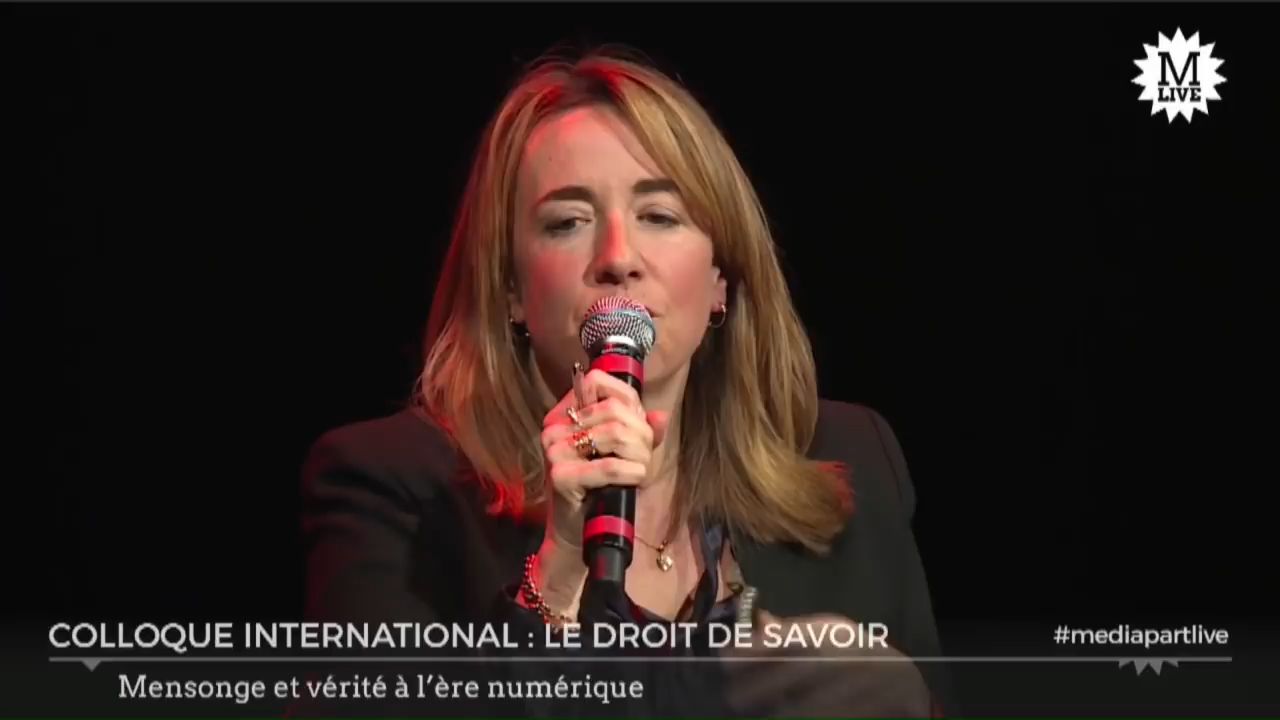 M
LIVE
COLLOQUE INTERNATIONAL : LE DROIT DE SAVOIR
#mediapartlive
Mensonge et vérité à l'ère numérique